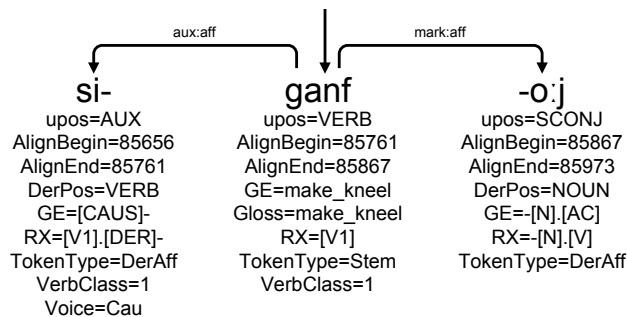 aux:aff mark:aff
si- ganf -oːj
upos=AUX upos=VERB upos=SCONJ
AlignBegin=85656 AlignBegin=85761 AlignBegin=85867
AlignEnd=85761 AlignEnd=85867 AlignEnd=85973
DerPos=VERB GE=make_kneel DerPos=NOUN
GE=[CAUS]- Gloss=make_kneel GE=-[N].[AC]
RX=[V1].[DER]- RX=[V1] RX=-[N].[V]
TokenType=DerAff TokenType=Stem TokenType=DerAff
VerbClass=1 VerbClass=1
Voice=Cau